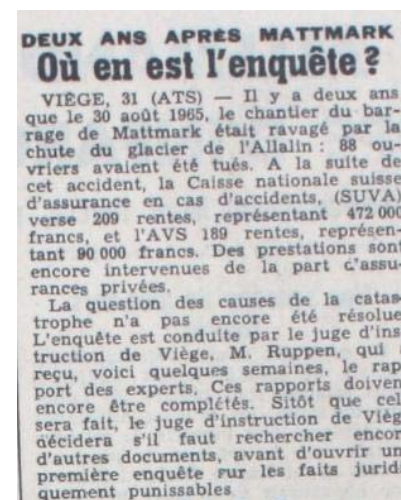 DEUX ANS APRÈS MATTMARK
Où en est l'enquête ?
VIÈGE, 31 (ATS) — Il y a deux ans
que le 30 août 1965, le chantier du bar-
rage de Mattmark était ravagé par la
chute du glacier de l'Allalin : 88 ou-
vriers avaient été tués. A la suite de
cet accident, la Caisse nationale suisse
d'assurance en cas d'accidents, (SUVA)
verse 209 rentes, représentant 472 000
francs, et l'AVS 189 rentes, représen-
tant 90 000 francs. Des prestations sont
encore intervenues de la part d'assu-
rances privées.
La question des causes de la catas-
trophe n'a pas encore été résolue
L'enquête est conduite par le juge d'ins
truction de Viège, M. Ruppen, qui
reçu, voici quelques semaines, le rap
port des experts. Ces rapports doiven
encore être complétés. Sitôt que cel
sera fait, le juge d'instruction de Vièg
décidera s'il faut rechercher encor
d'autres documents, avant d'ouvrir un
première enquête sur les faits juridi
quement punissables